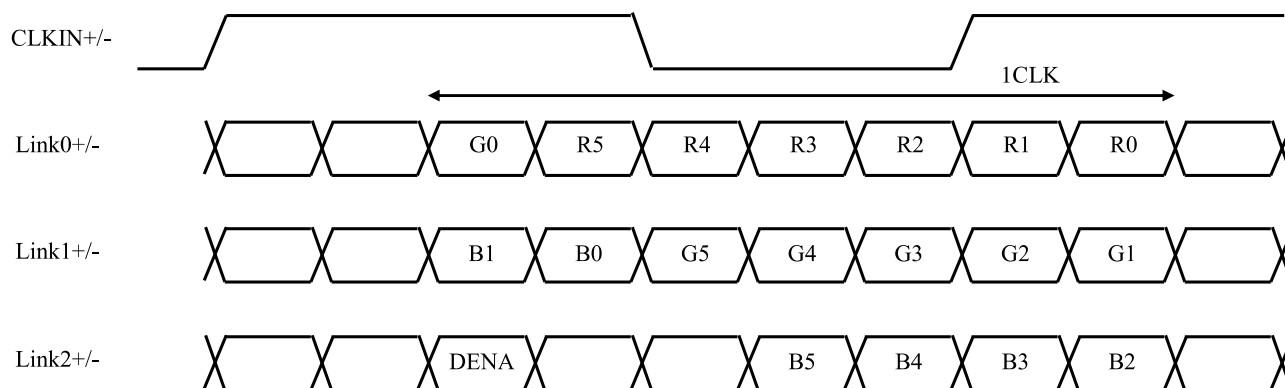 CLKIN+/-
1CLK
Link0+/- G0 R5 R4 R3 R2 R1 R0
Link1+/- B1 B0 G5 G4 G3 G2 G1
Link2+/- DENA B5 B4 B3 B2